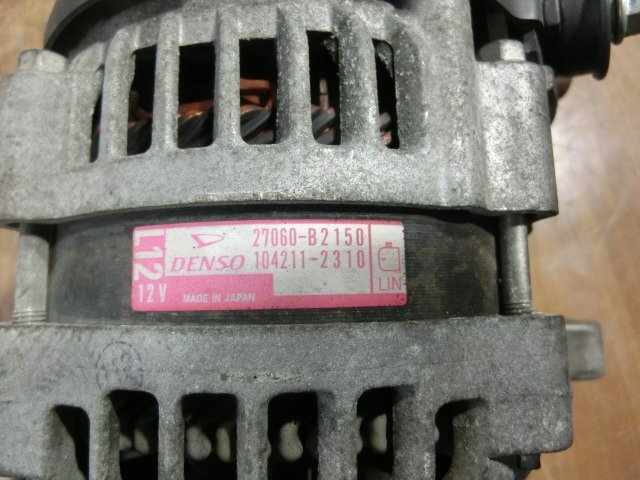 L12
12V
27060-B2150
DENSO 104211-2310
MADE IN JAPAN
LIN